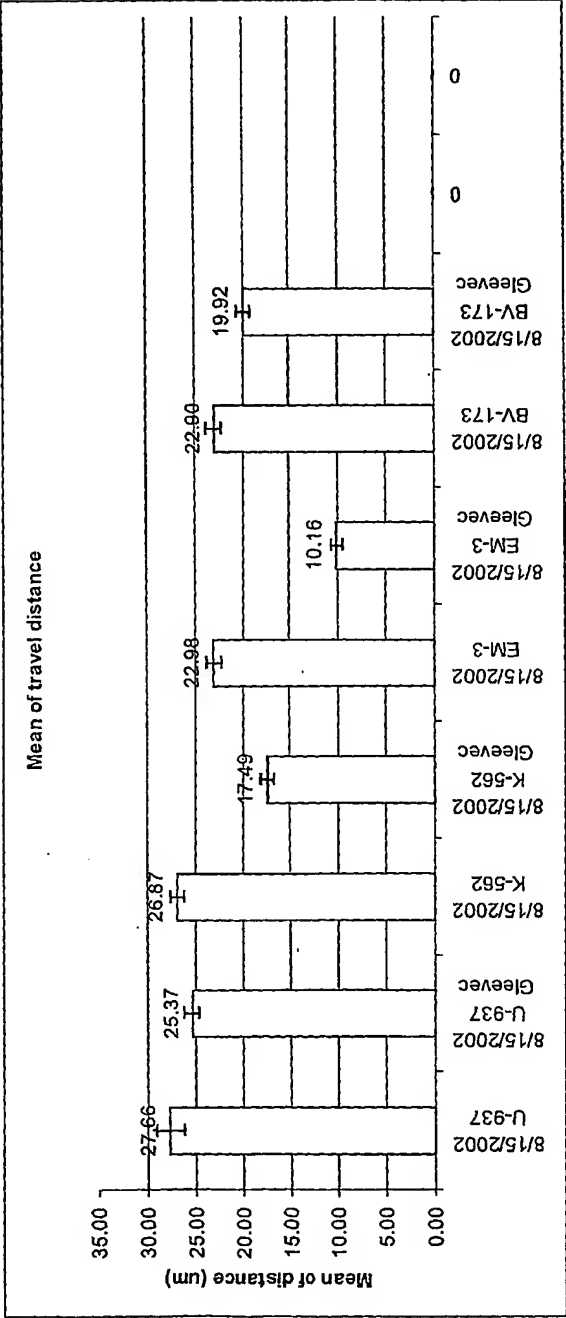 Mean of travel distance
Mean of distance (um)
35.00
30.00
25.00
20.00
15.00
10.00
5.00
0.00
27.66
25.37
26.87
17.49
22.98
10.16
22.90
19.92
8/15/2002
U-937
8/15/2002
U-937
Gleevec
8/15/2002
K-562
8/15/2002
K-562
Gleevec
8/15/2002
EM-3
8/15/2002
EM-3
Gleevec
8/15/2002
BV-173
8/15/2002
BV-173
Gleevec
0
0